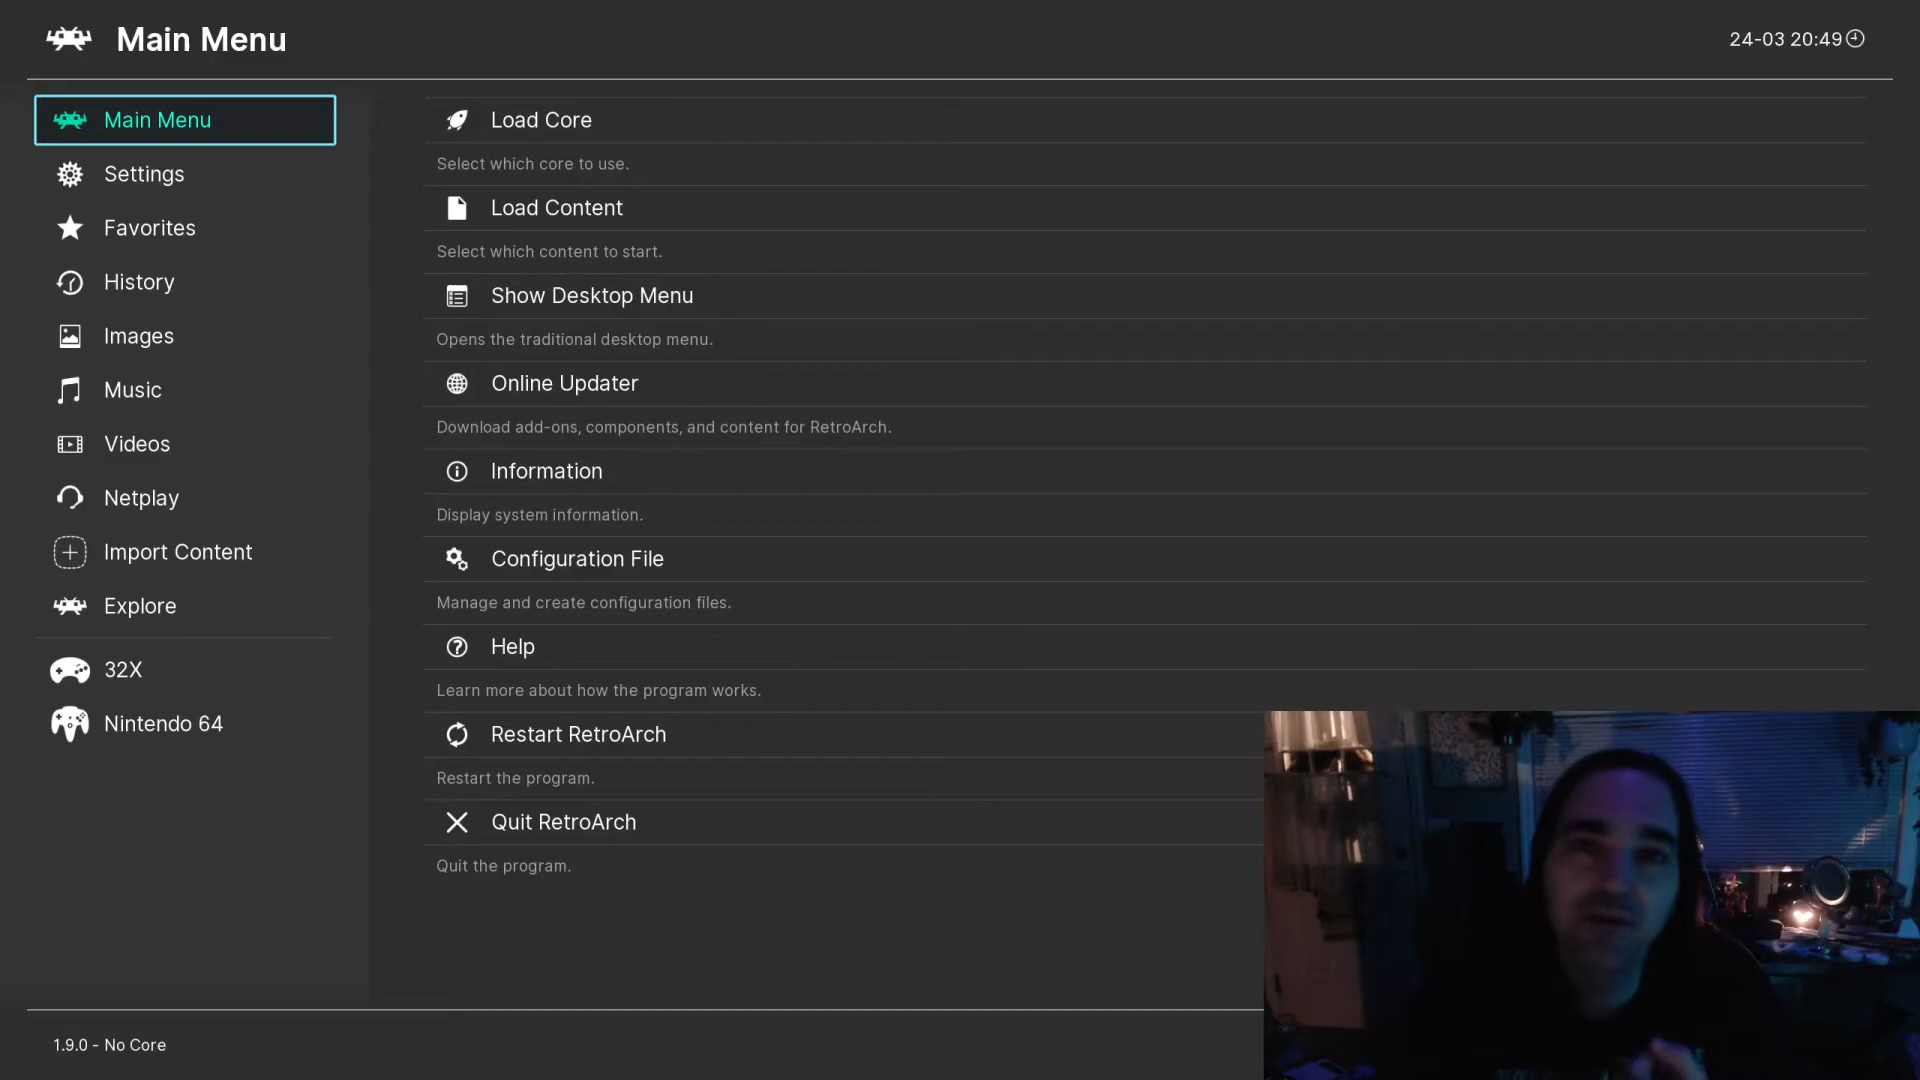 Main Menu
24-03 20:49
Main Menu
Settings
Favorites
History
Images
Music
Videos
Netplay
Import Content
Explore
32X
Nintendo 64
Load Core
Select which core to use.
Load Content
Select which content to start.
Show Desktop Menu
Opens the traditional desktop menu.
Online Updater
Download add-ons, components, and content for RetroArch.
Information
Display system information.
Configuration File
Manage and create configuration files.
Help
Learn more about how the program works.
Restart RetroArch
Restart the program.
Quit RetroArch
Quit the program.
1.9.0 - No Core